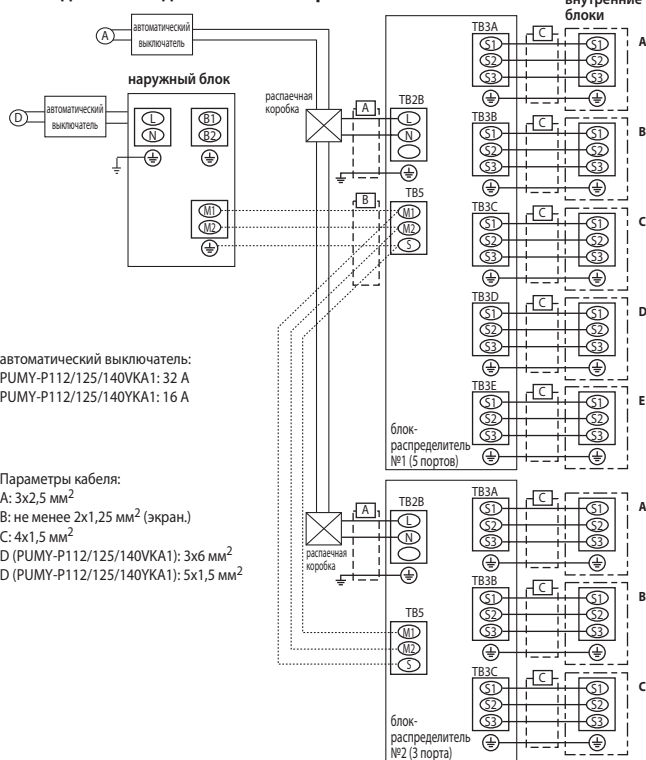 внутренние
блоки
A
автоматический
выключатель
наружный блок
D
автоматический
выключатель
L
N
B1
B2
M1
M2
распаечная
коробка
A
B
TB2B
L
N
TB5
M1
M2
S
TB3A
C
S1
S2
S3
S1
S2
S3
A
TB3B
C
S1
S2
S3
S1
S2
S3
B
TB3C
C
S1
S2
S3
S1
S2
S3
C
TB3D
C
S1
S2
S3
S1
S2
S3
D
TB3E
C
S1
S2
S3
S1
S2
S3
E
блок-
распределитель
№1 (5 портов)
автоматический выключатель:
PUMY-P112/125/140VKA1: 32 А
PUMY-P112/125/140YKA1: 16 А
Параметры кабеля:
A: 3х2,5 мм²
B: не менее 2х1,25 мм² (экран.)
C: 4х1,5 мм²
D (PUMY-P112/125/140VKA1): 3х6 мм²
D (PUMY-P112/125/140YKA1): 5х1,5 мм²
распаечная
коробка
A
TB2B
L
N
TB5
M1
M2
S
TB3A
C
S1
S2
S3
S1
S2
S3
A
TB3B
C
S1
S2
S3
S1
S2
S3
B
TB3C
C
S1
S2
S3
S1
S2
S3
C
блок-
распределитель
№2 (3 порта)